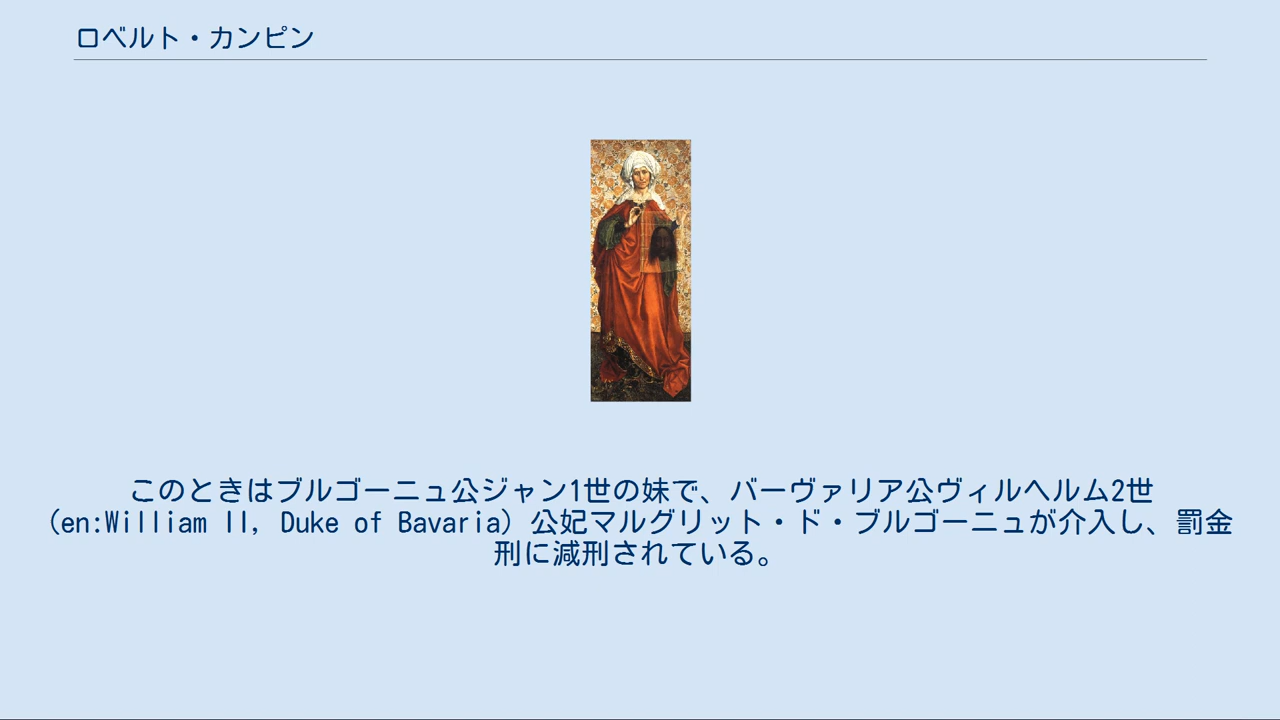 ロベルト・カンピン
このときはブルゴーニュ公ジャン1世の妹で、バーヴァリア公ヴィルヘルム2世
(en:William II, Duke of Bavaria) 公妃マルグリット・ド・ブルゴーニュが介入し、罰金
刑に減刑されている。